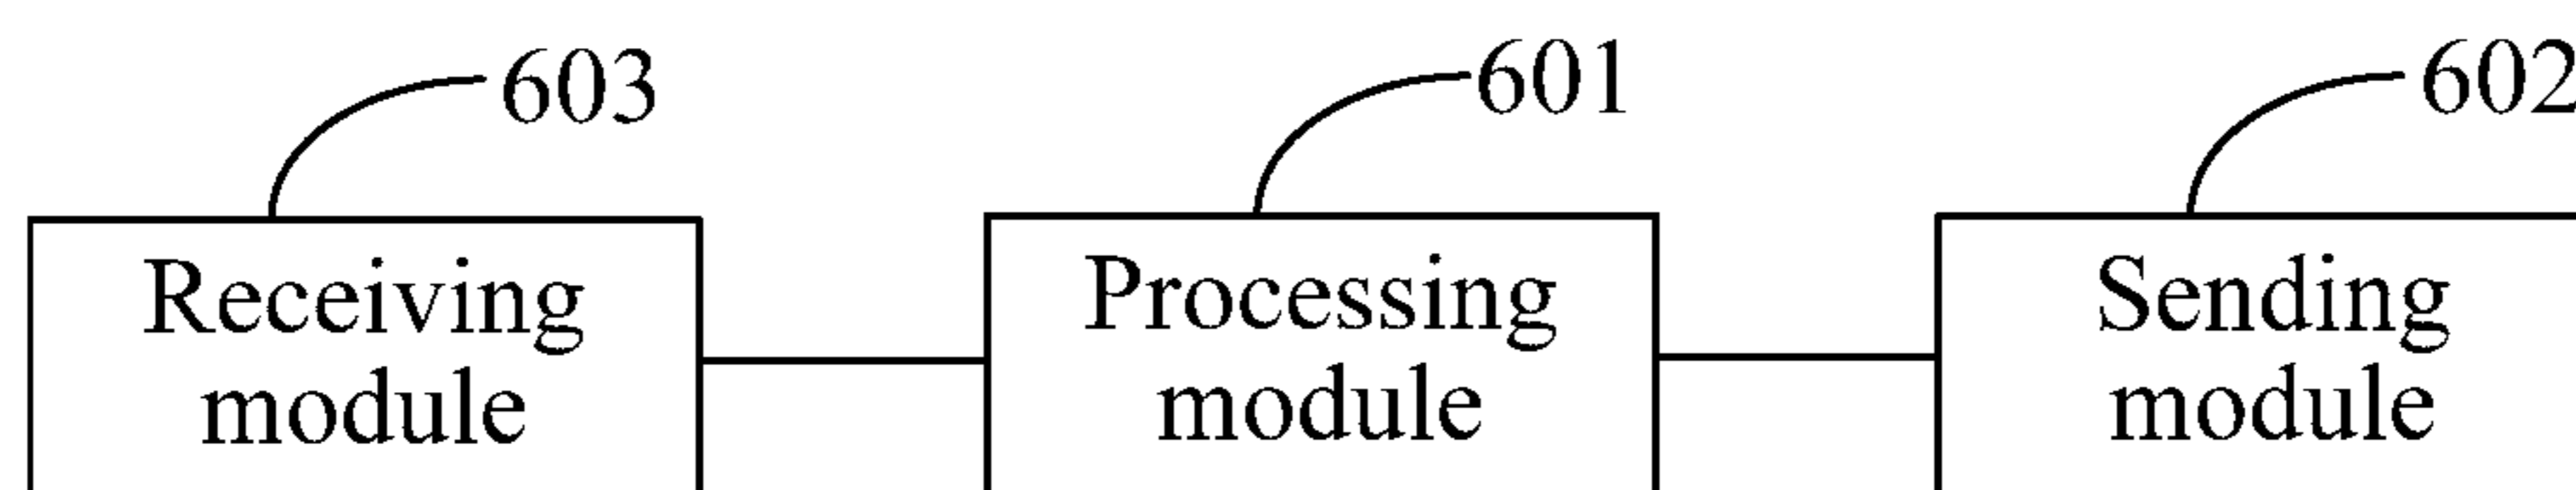 603
601
602
Receiving
module
Processing
module
Sending
module